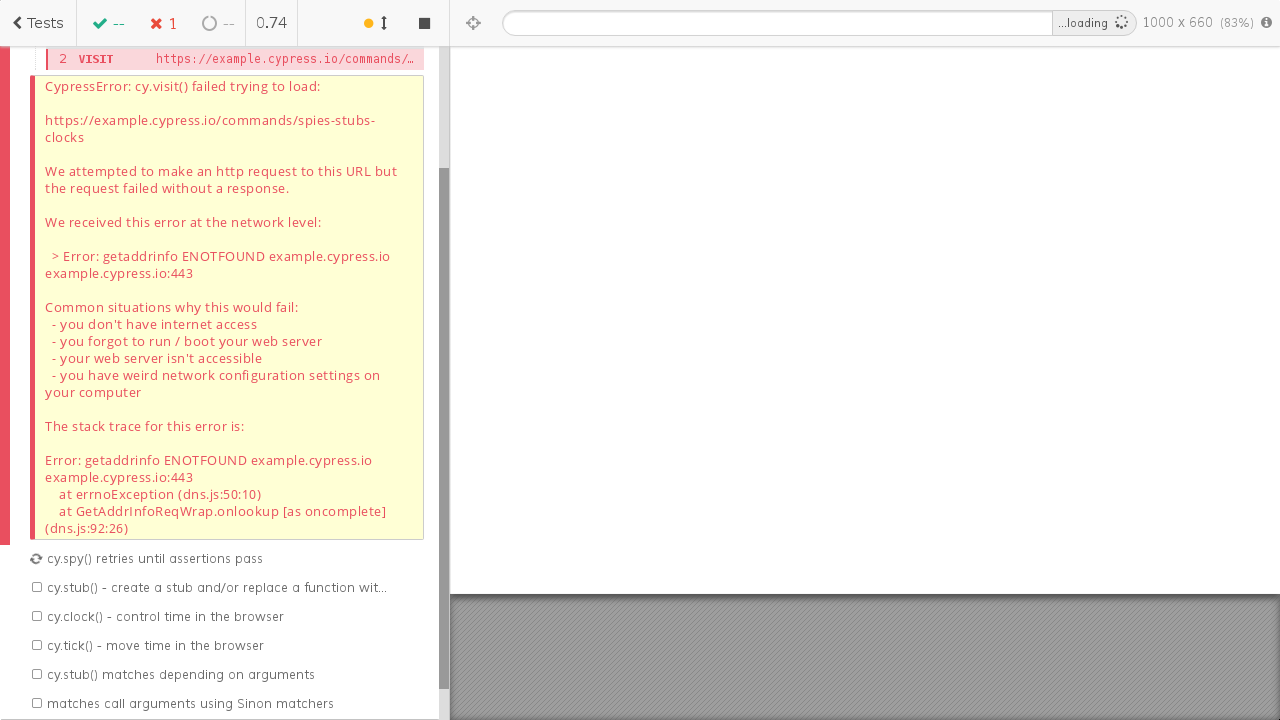 Tests -- 1 -- 0.74 ...loading 1000 x 660 (83%)
2 VISIT https://example.cypress.io/commands/…
CypressError: cy.visit() failed trying to load:
https://example.cypress.io/commands/spies-stubs-
clocks
We attempted to make an http request to this URL but
the request failed without a response.
We received this error at the network level:
> Error: getaddrinfo ENOTFOUND example.cypress.io
example.cypress.io:443
Common situations why this would fail:
- you don't have internet access
- you forgot to run / boot your web server
- your web server isn't accessible
- you have weird network configuration settings on
your computer
The stack trace for this error is:
Error: getaddrinfo ENOTFOUND example.cypress.io
example.cypress.io:443
at errnoException (dns.js:50:10)
at GetAddrInfoReqWrap.onlookup [as oncomplete]
(dns.js:92:26)
cy.spy() retries until assertions pass
cy.stub() - create a stub and/or replace a function wit...
cy.clock() - control time in the browser
cy.tick() - move time in the browser
cy.stub() matches depending on arguments
matches call arguments using Sinon matchers